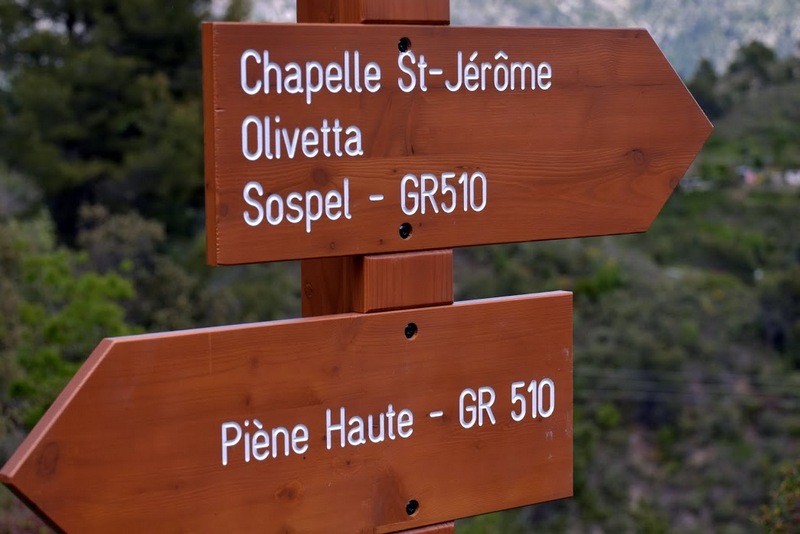 Chapelle St-Jérôme
Olivetta
Sospel - GR510
Piène Haute - GR 510